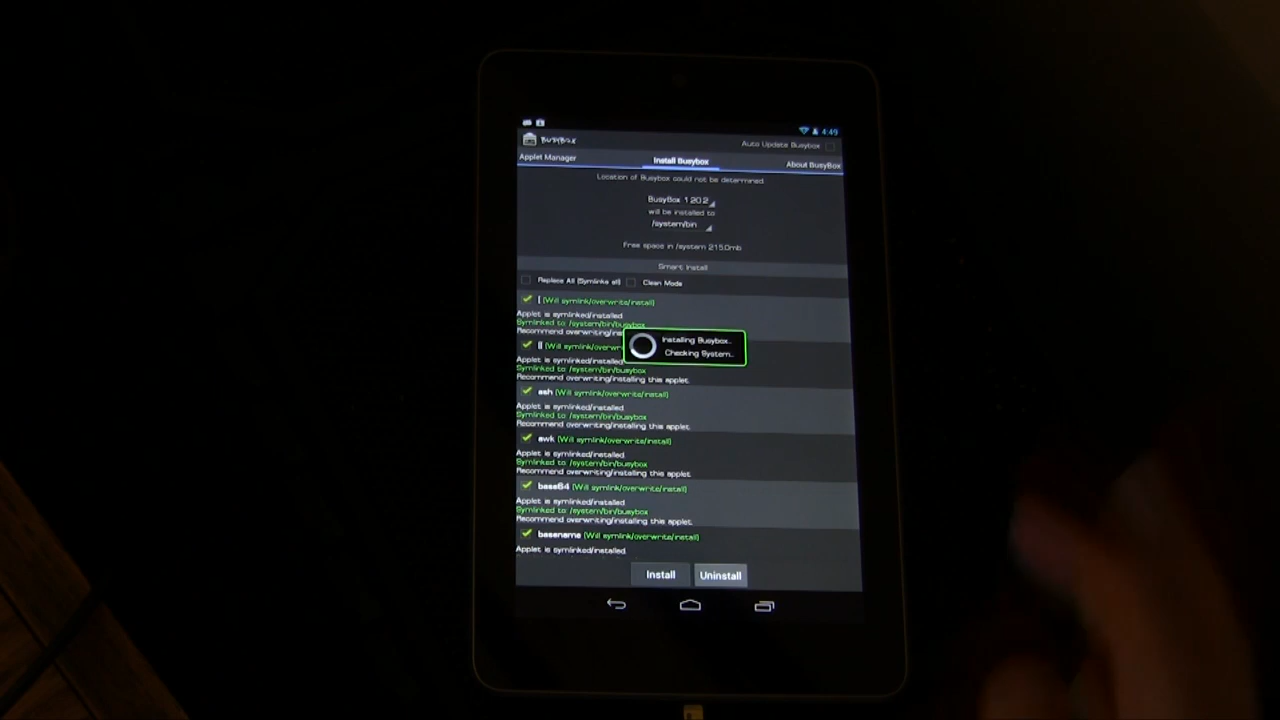 4:49
BUSYBOX
Auto Update Busybox
Applet Manager
Install Busybox
About BusyBox
Location of Busybox could not be determined
BusyBox 1.20.2
will be installed to
/system/bin
Free space in /system 215.0mb
Smart Install
Replace All (Symlinks all)
Clean Mode
[ (Will symlink/overwrite/install)
Applet is symlinked/installed
Symlinked to: /system/bin/busybox
Recommend overwriting/ins
Installing Busybox..
Checking System..
[[ (Will symlink/overwr
Applet is symlinked/installed
Symlinked to: /system/bin/busybox
Recommend overwriting/installing this applet.
ash (Will symlink/overwrite/install)
Applet is symlinked/installed
Symlinked to: /system/bin/busybox
Recommend overwriting/installing this applet.
awk (Will symlink/overwrite/install)
Applet is symlinked/installed
Symlinked to: /system/bin/busybox
Recommend overwriting/installing this applet.
base64 (Will symlink/overwrite/install)
Applet is symlinked/installed
Symlinked to: /system/bin/busybox
Recommend overwriting/installing this applet.
basename (Will symlink/overwrite/install)
Applet is symlinked/installed
Install
Uninstall